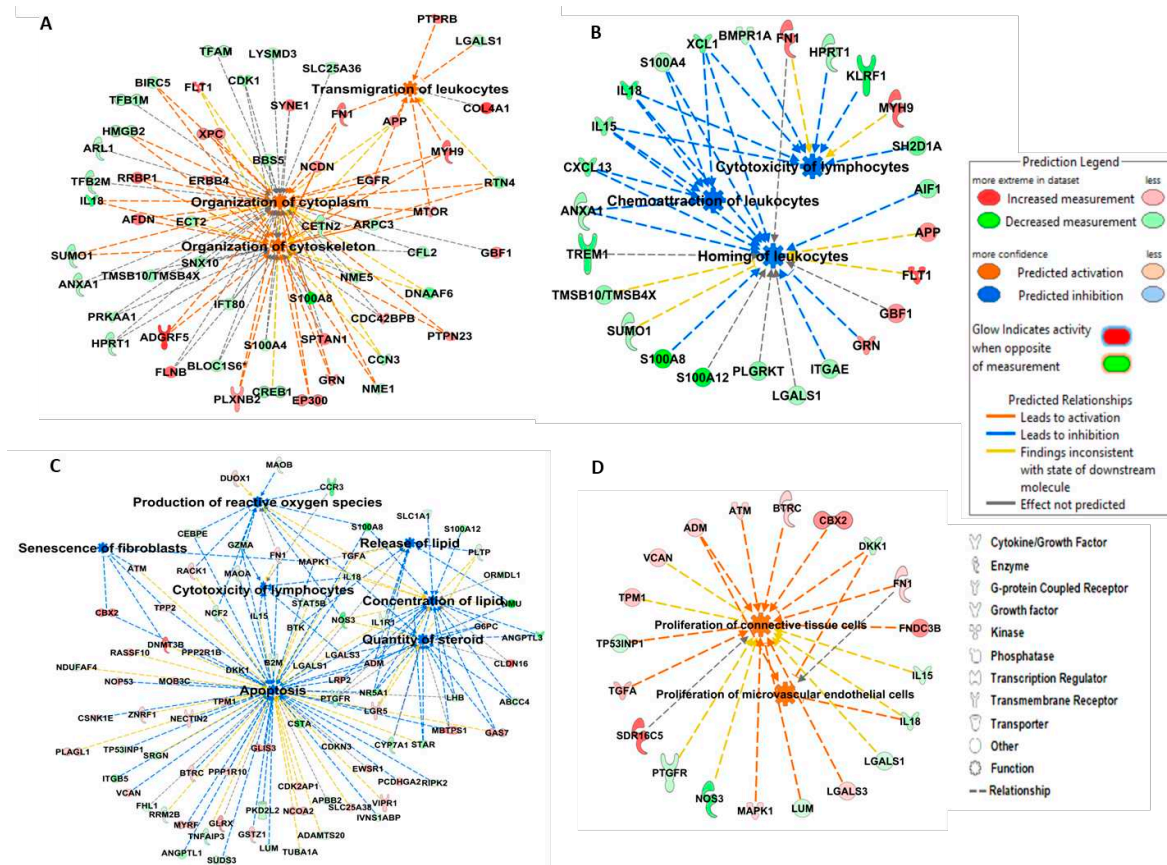 A
PTPRB
LGALS1
TFAM
LYSMD3
SLC25A36
BIRC5
FLT1
CDK1
Transmigration of leukocytes
TFB1M
SYNE1
FN1
COL4A1
HMGB2
XPC
APP
ARL1
BBS5
NCDN
MYH9
TFB2M
RRBP1
ERBB4
EGFR
RTN4
IL18
Organization of cytoplasm
MTOR
AFDN
ECT2
CETN2
ARPC3
SUMO1
Organization of cytoskeleton
CFL2
GBF1
ANXA1
SNX10
TMSB10/TMSB4X
NME5
PRKAA1
IFT80
S100A8
DNAAF6
HPRT1
ADGRF5
S100A4
CDC42BPB
SPTAN1
PTPN23
FLNB
BLOC1S6*
CCN3
PLXNB2
CREB1
EP300
GRN
NME1
B
XCL1
BMPR1A
FN1
HPRT1
S100A4
KLRF1
IL18
MYH9
IL15
SH2D1A
CXCL13
Cytotoxicity of lymphocytes
AIF1
ANXA1
Chemoattraction of leukocytes
APP
TREM1
Homing of leukocytes
FLT1
TMSB10/TMSB4X
GBF1
SUMO1
GRN
S100A8
ITGAE
S100A12
PLGRKT
LGALS1
Prediction Legend
more extreme in dataset
less
Increased measurement
Decreased measurement
more confidence
less
Predicted activation
Predicted inhibition
Glow Indicates activity
when opposite
of measurement
Predicted Relationships
Leads to activation
Leads to inhibition
Findings inconsistent
with state of downstream
molecule
Effect not predicted
Cytokine/Growth Factor
Enzyme
G-protein Coupled Receptor
Growth factor
Kinase
Phosphatase
Transcription Regulator
Transmembrane Receptor
Transporter
Other
Function
Relationship
C
MAOB
DUOX1
CCR3
Production of reactive oxygen species
SLC1A1
CEBPE
S100A8
S100A12
Senescence of fibroblasts
GZMA
FN1
Release of lipid
PLTP
ATM
RACK1
MAOA
MAPK1
TGFA
IL18
ORMDL1
Cytotoxicity of lymphocytes
CBX2
TPP2
NCF2
IL15
STAT5B
NOS3
Concentration of lipid
NMU
BTK
IL1R1
G6PC
ANGPTL3
DNMT3B
RASSF10
PPP2R1B
Quantity of steroid
NDUFAF4
DKK1
B2M
LGALS1
LGALS3
ADM
CLDN16
NOP53
MOB3C
LRP2
Apoptosis
NR5A1
CSNK1E
ZNRF1
NECTIN2
TPM1
PTGFR
LGR5
LHB
ABCC4
PLAGL1
TP53INP1
SRGN
CSTA
MBTPS1
GAS7
GLIS3
CDKN3
CYP7A1
STAR
ITGB5
BTRC
PPP1R10
EWSR1
VCAN
PCDHGA2
RIPK2
FHL1
CDK2AP1
RRM2B
PKD2L2
APBB2
VIPR1
MYRF
GLRX
NCOA2
SLC25A38
IVNS1ABP
TNFAIP3
GSTZ1
ADAMTS20
ANGPTL1
SUDS3
LUM
TUBA1A
D
ADM
ATM
BTRC
CBX2
VCAN
DKK1
TPM1
FN1
TP53INP1
Proliferation of connective tissue cells
FNDC3B
TGFA
IL15
Proliferation of microvascular endothelial cells
SDR16C5
IL18
PTGFR
LGALS1
NOS3
LGALS3
MAPK1
LUM